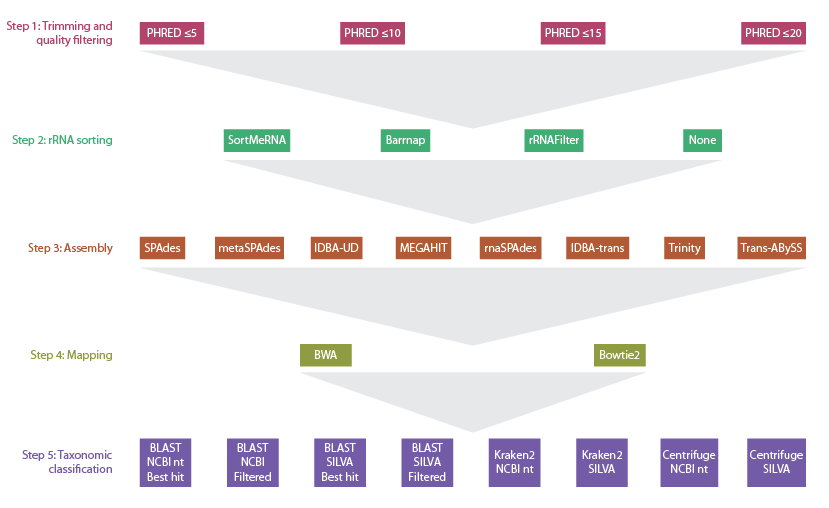 Step 1: Trimming and
quality filtering
PHRED ≤5
PHRED ≤10
PHRED ≤15
PHRED ≤20
Step 2: rRNA sorting
SortMeRNA
Barrnap
rRNAFilter
None
Step 3: Assembly
SPAdes
metaSPAdes
IDBA-UD
MEGAHIT
rnaSPAdes
IDBA-trans
Trinity
Trans-ABySS
Step 4: Mapping
BWA
Bowtie2
Step 5: Taxonomic
classification
BLAST
NCBI nt
Best hit
BLAST
NCBI
Filtered
BLAST
SILVA
Best hit
BLAST
SILVA
Filtered
Kraken2
NCBI nt
Kraken2
SILVA
Centrifuge
NCBI nt
Centrifuge
SILVA